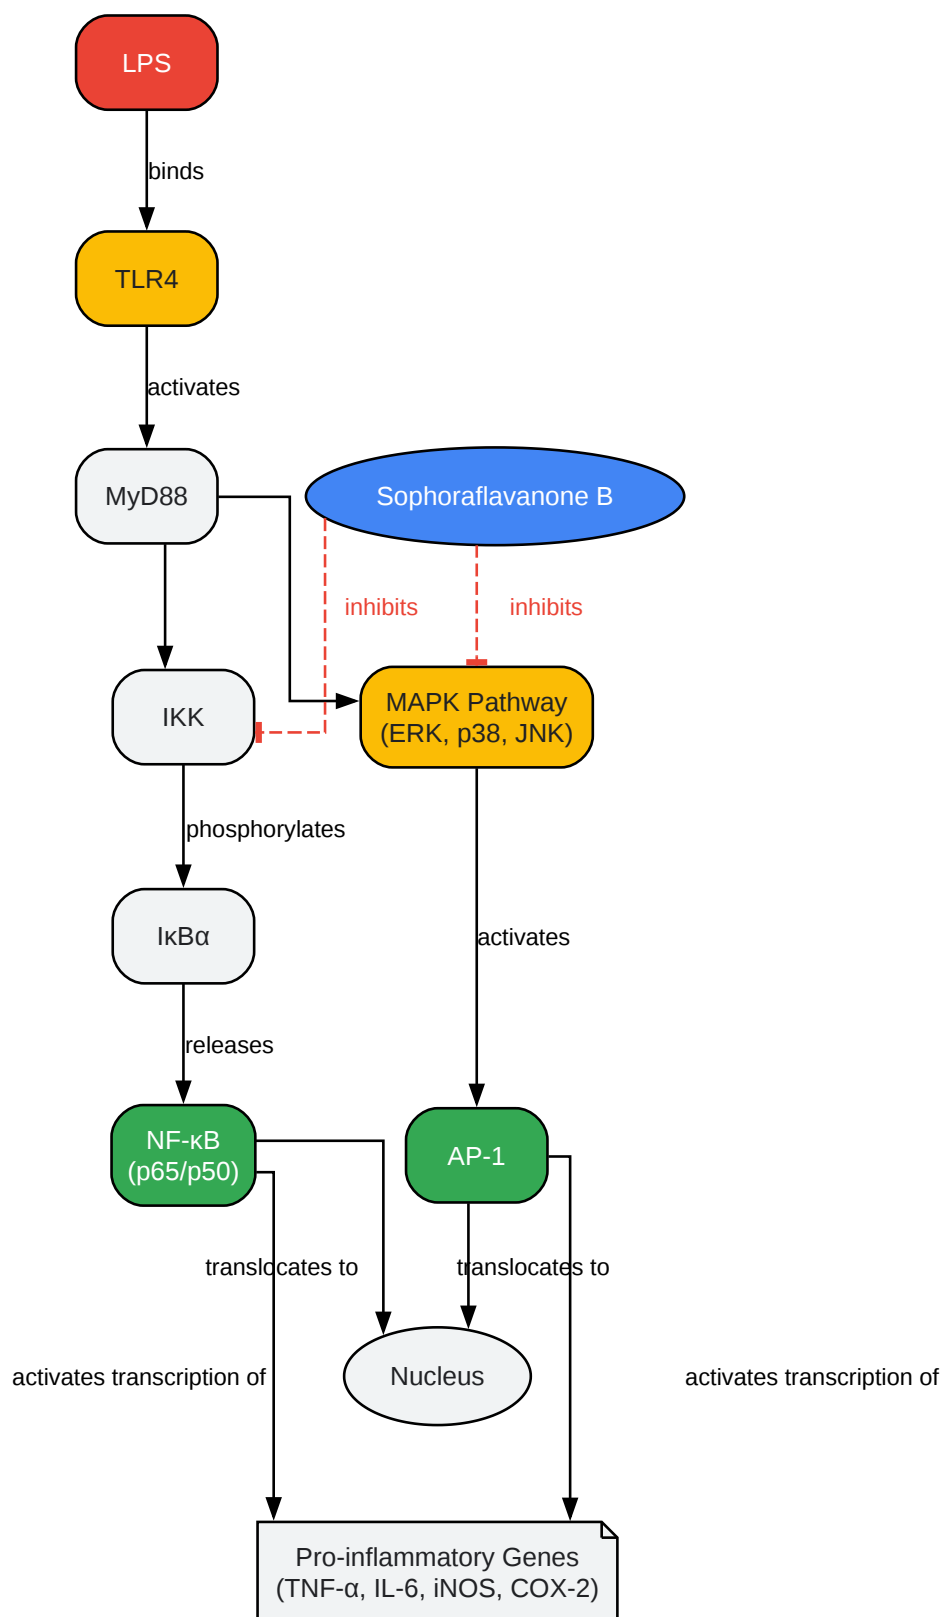 LPS
binds
TLR4
activates
MyD88
Sophoraflavanone B
inhibits
inhibits
IKK
MAPK Pathway
(ERK, p38, JNK)
phosphorylates
IκBα
activates
releases
NF-κB
(p65/p50)
AP-1
translocates to
translocates to
activates transcription of
Nucleus
activates transcription of
Pro-inflammatory Genes
(TNF-α, IL-6, iNOS, COX-2)